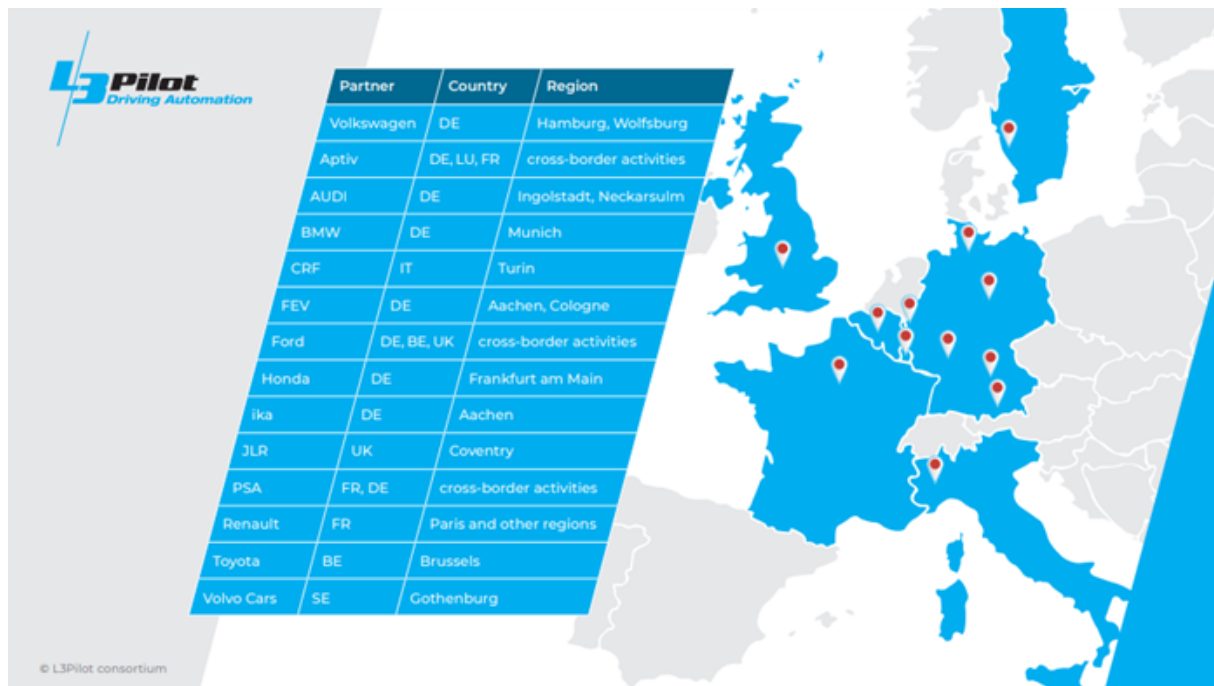 L3Pilot
Driving Automation
Partner Country Region
Volkswagen DE Hamburg, Wolfsburg
Aptiv DE, LU, FR cross-border activities
AUDI DE Ingolstadt, Neckarsulm
BMW DE Munich
CRF IT Turin
FEV DE Aachen, Cologne
Ford DE, BE, UK cross-border activities
Honda DE Frankfurt am Main
ika DE Aachen
JLR UK Coventry
PSA FR, DE cross-border activities
Renault FR Paris and other regions
Toyota BE Brussels
Volvo Cars SE Gothenburg
© L3Pilot consortium